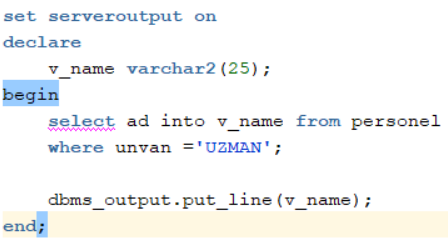 set serveroutput on
declare
v_name varchar2(25);
begin
select ad into v_name from personel
where unvan ='UZMAN';
dbms_output.put_line(v_name);
end;